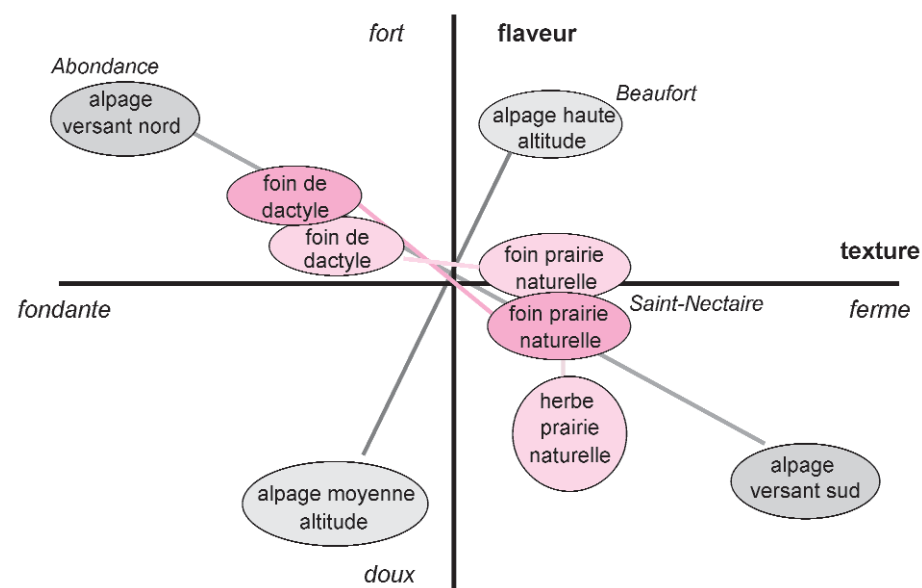 fort
flaveur
Abondance
alpage
versant nord
Beaufort
alpage haute
altitude
foin de
dactyle
foin de
dactyle
foin prairie
naturelle
texture
fondante
foin prairie
naturelle
Saint-Nectaire
ferme
herbe
prairie
naturelle
alpage
versant sud
alpage moyenne
altitude
doux